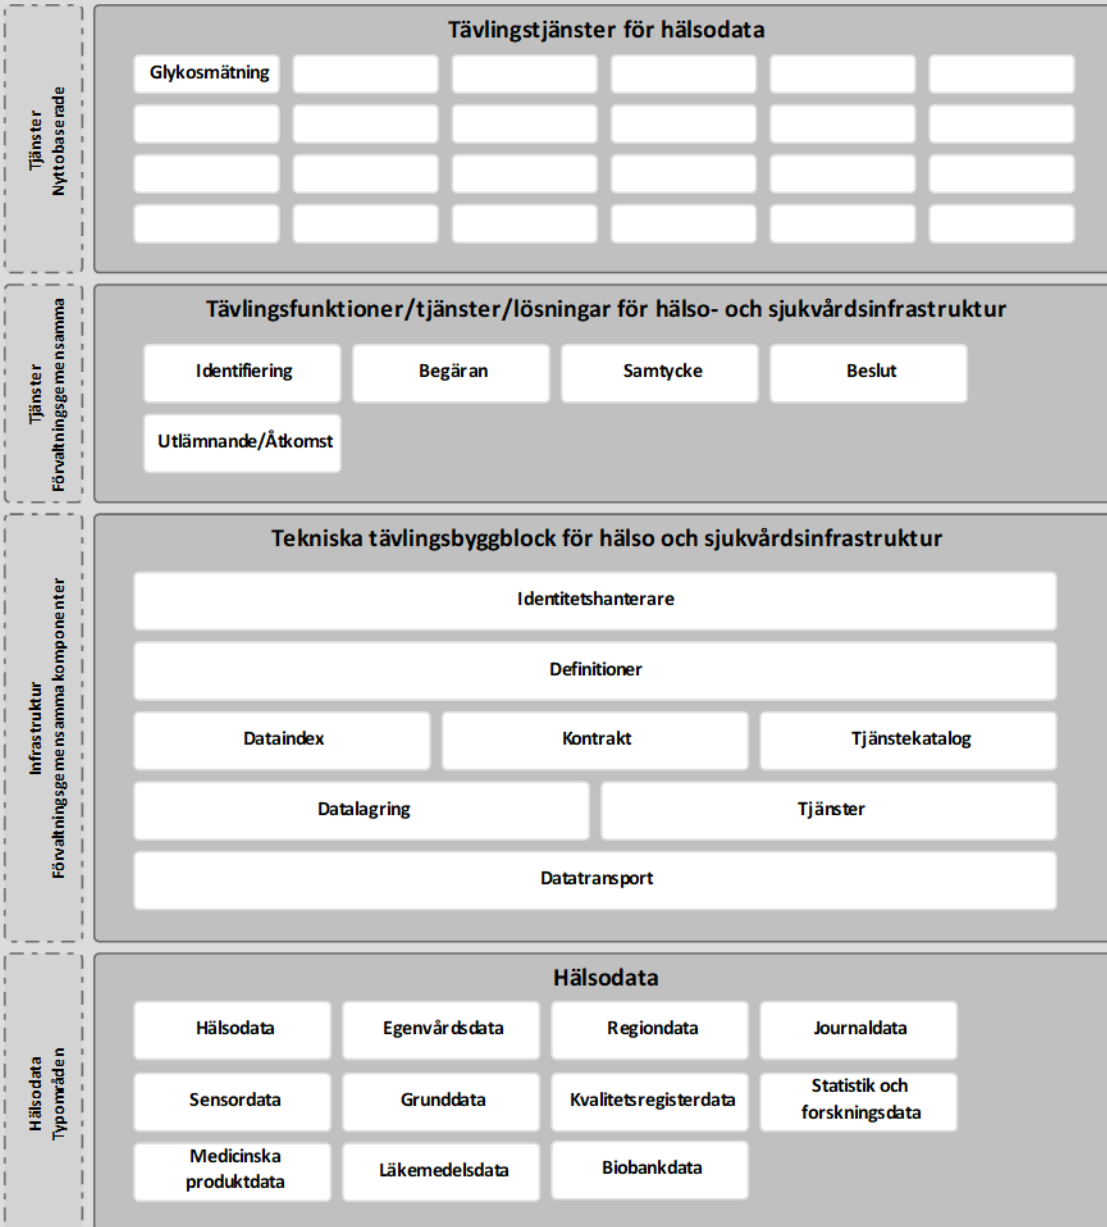 Tjänster
Nyttobaserade
Tävlingstjänster för hälsodata
Glykosmätning
Tjänster
Förvaltningsgemensamma
Tävlingsfunktioner/tjänster/lösningar för hälso- och sjukvårdsinfrastruktur
Identifiering
Begäran
Samtycke
Beslut
Utlämnande/Åtkomst
Infrastruktur
Förvaltningsgemensamma komponenter
Tekniska tävlingsbyggblock för hälso och sjukvårdsinfrastruktur
Identitetshanterare
Definitioner
Dataindex
Kontrakt
Tjänstekatalog
Datalagring
Tjänster
Datatransport
Hälsodata
Typområden
Hälsodata
Hälsodata
Egenvårdsdata
Regiondata
Journaldata
Sensordata
Grunddata
Kvalitetsregisterdata
Statistik och
forskningsdata
Medicinska
produktdata
Läkemedelsdata
Biobankdata